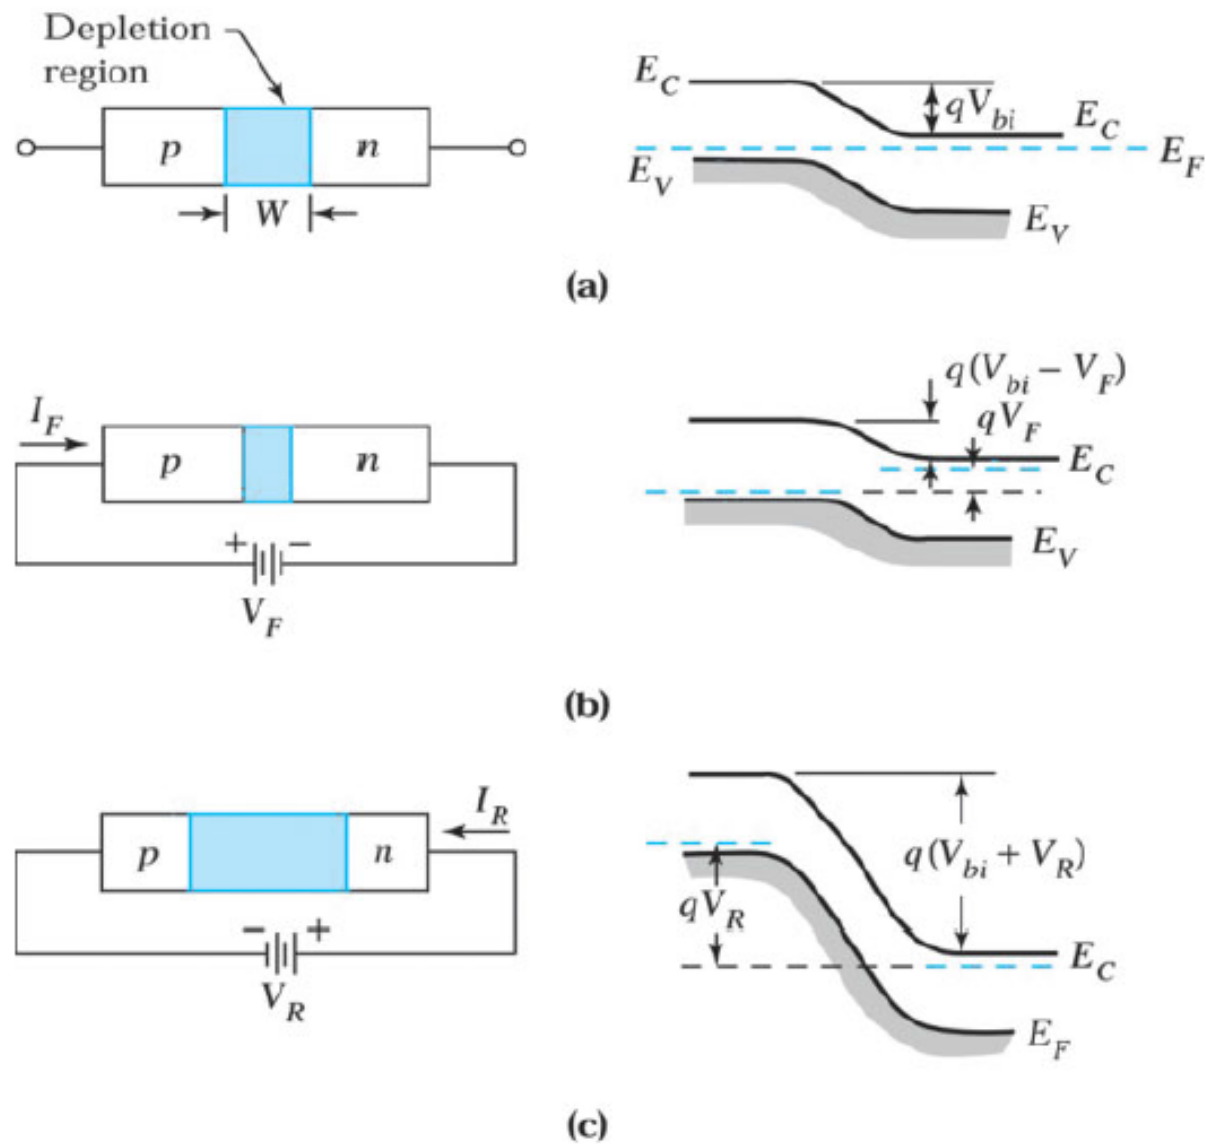 Depletion
region
p
n
W
E_C
qV_bi
E_C
E_F
E_V
E_V
(a)
I_F
p
n
+
−
V_F
q(V_bi − V_F)
qV_F
E_C
E_V
(b)
p
n
I_R
−
+
V_R
q(V_bi + V_R)
qV_R
E_C
E_F
(c)